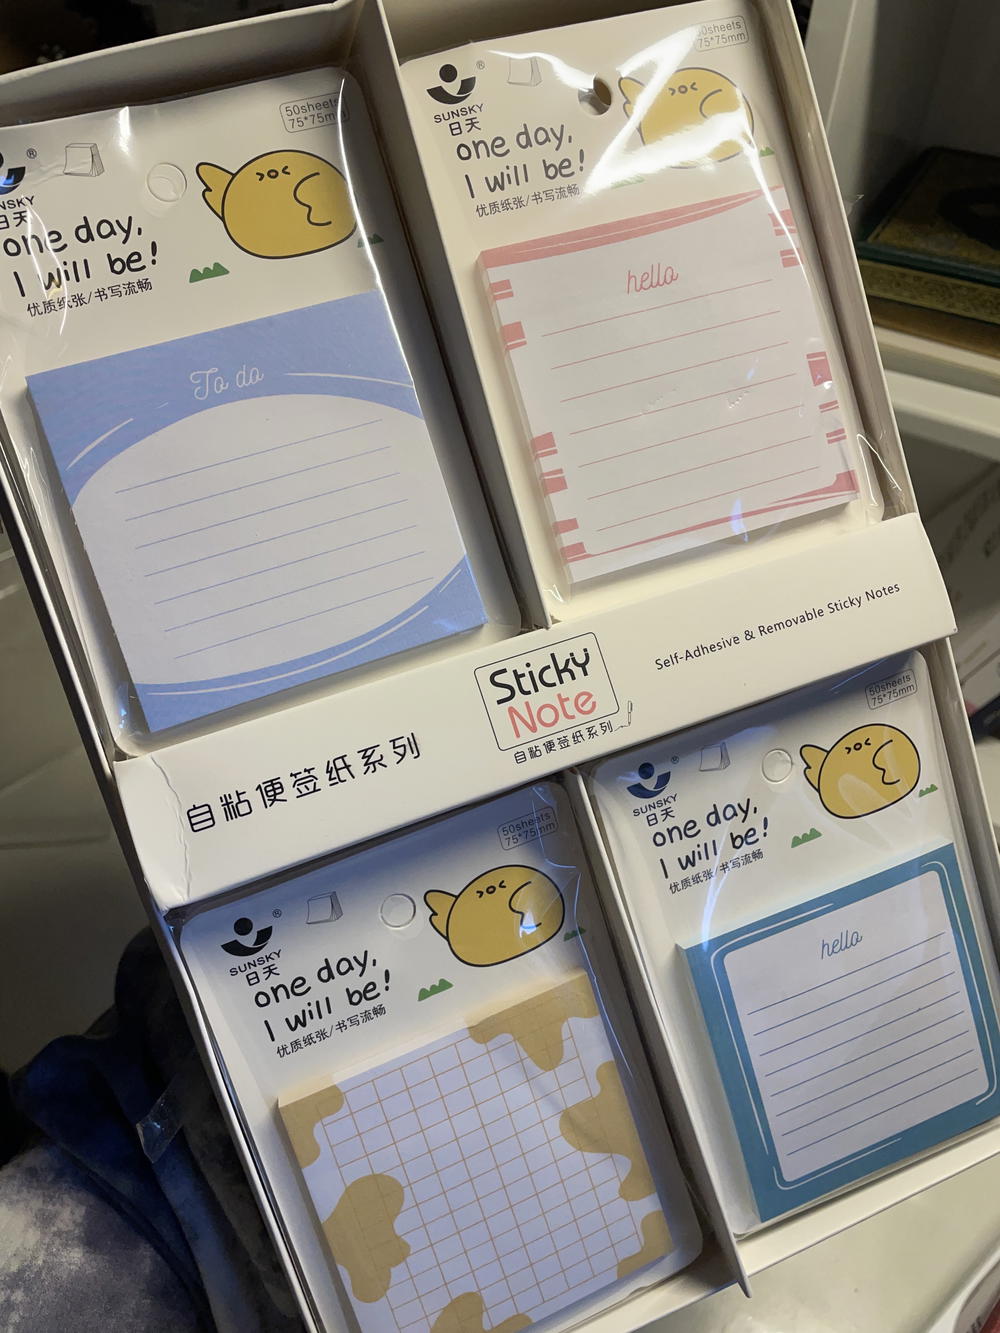 50sheets
75*75mm
®
SUNSKY
日天
one day,
I will be!
优质纸张/书写流畅
To do
50sheets
75*75mm
®
SUNSKY
日天
one day,
I will be!
优质纸张/书写流畅
hello
自粘便签纸系列
Sticky
Note
自粘便签纸系列
Self-Adhesive & Removable Sticky Notes
50sheets
75*75mm
®
SUNSKY
日天
one day,
I will be!
优质纸张/书写流畅
50sheets
75*75mm
®
SUNSKY
日天
one day,
I will be!
优质纸张/书写流畅
hello